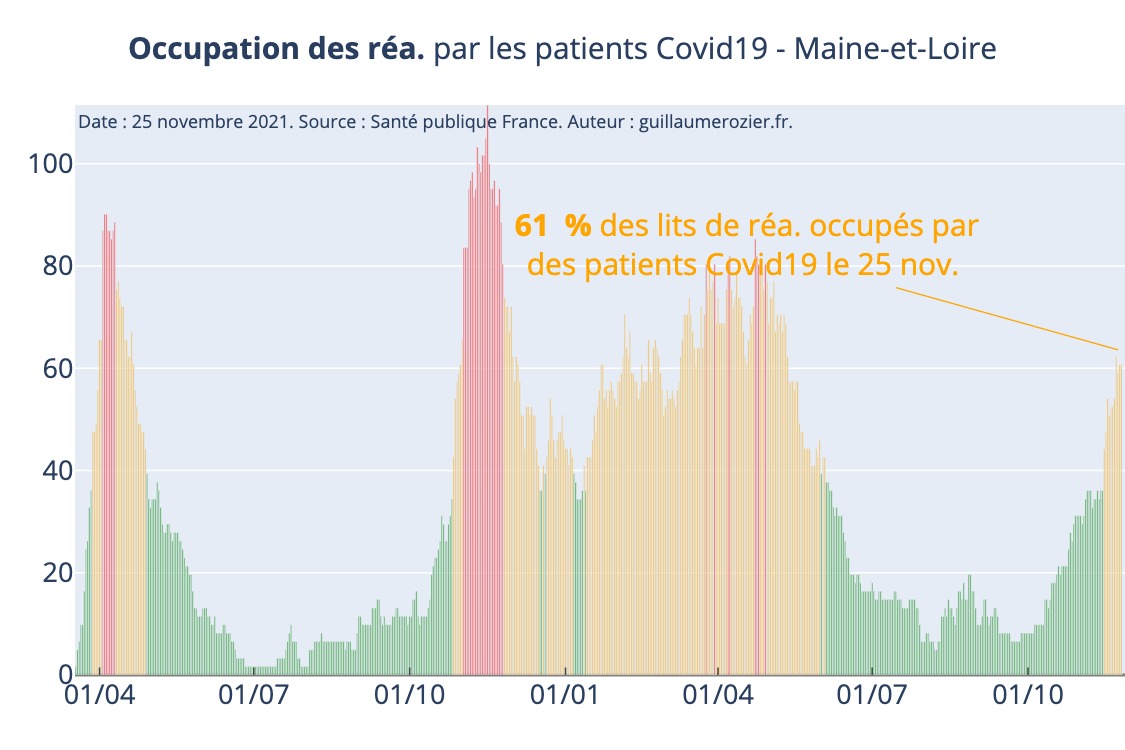 Occupation des réa. par les patients Covid19 - Maine-et-Loire
Date : 25 novembre 2021. Source : Santé publique France. Auteur : guillaumerozier.fr.
100
61 % des lits de réa. occupés par
80
des patients Covid19 le 25 nov.
60
40
20
0
01/04 01/07 01/10 01/01 01/04 01/07 01/10